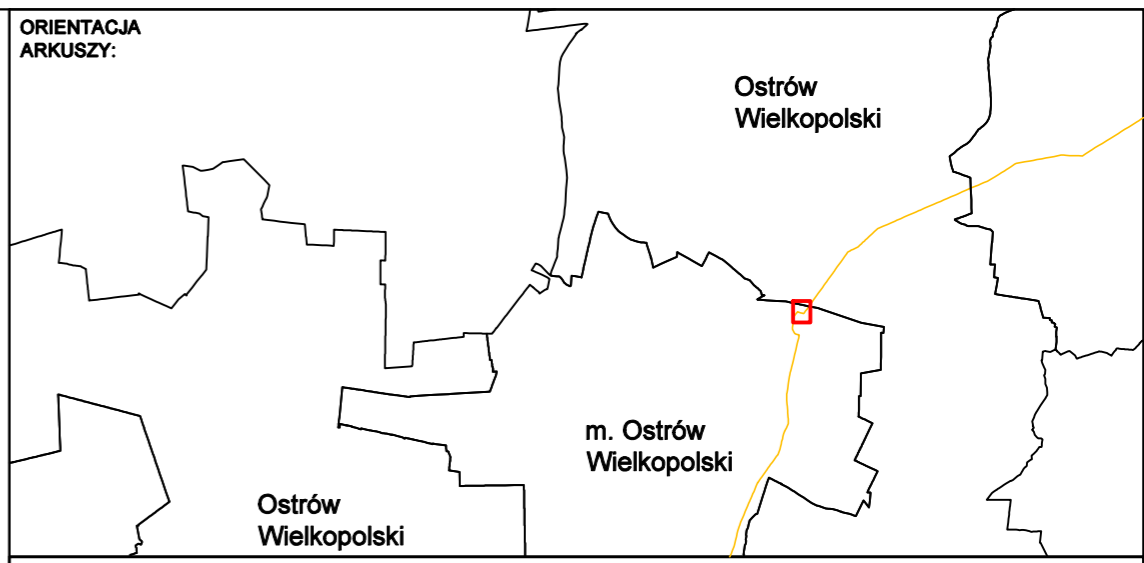 ORIENTACJA
ARKUSZY:
Ostrów
Wielkopolski
m. Ostrów
Wielkopolski
Ostrów
Wielkopolski